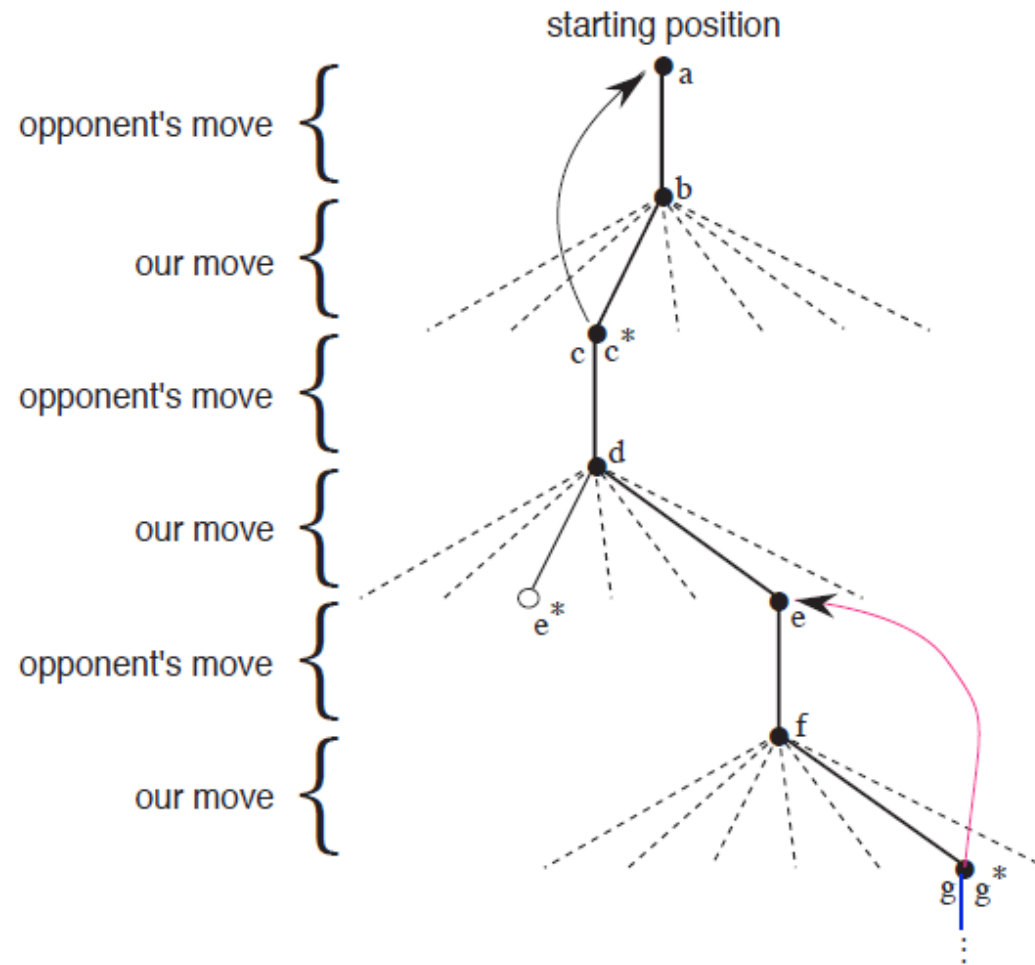 starting position
a
opponent's move
b
our move
c c*
opponent's move
d
our move
e* e
opponent's move
f
our move
g g*